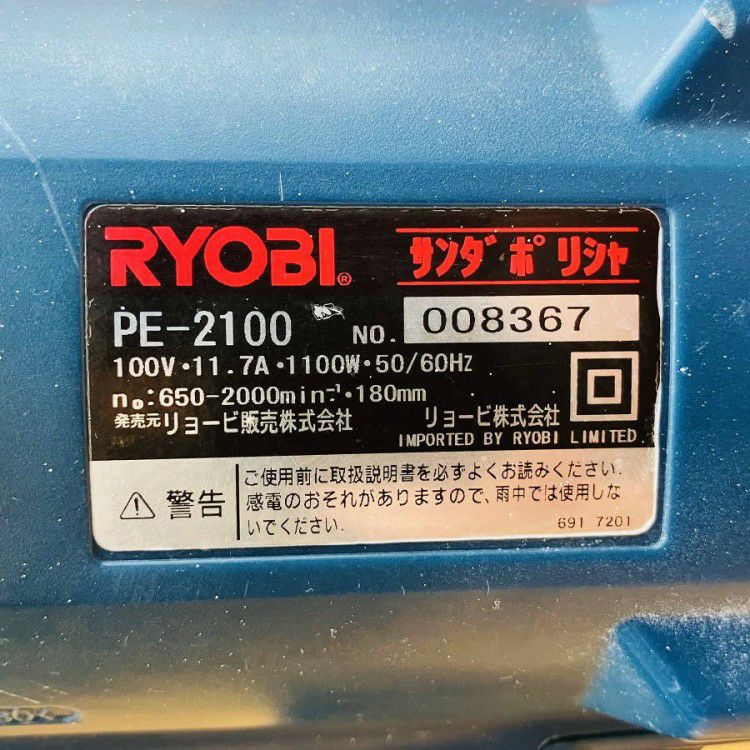 RYOBI® サンダポリシャ
PE-2100 NO. 008367
100V・11.7A・1100W・50/60Hz
n₀:650-2000min⁻¹・180mm
発売元リョービ販売株式会社 リョービ株式会社
IMPORTED BY RYOBI LIMITED
⚠ 警告
ご使用前に取扱説明書を必ずよくお読みください.
感電のおそれがありますので、雨中では使用しな
いでください.
691 7201